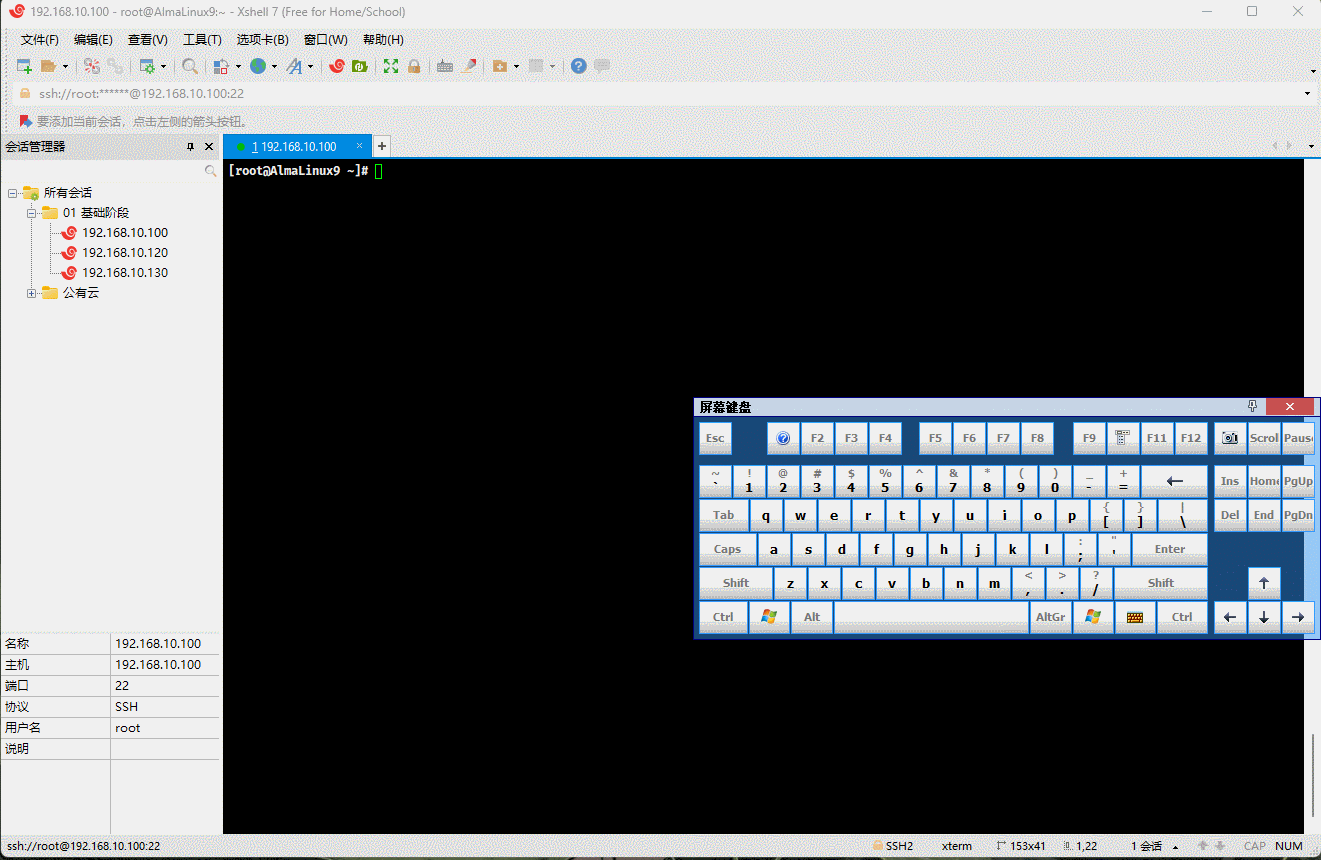 192.168.10.100 - root@AlmaLinux9:~ - Xshell 7 (Free for Home/School)
文件(F) 编辑(E) 查看(V) 工具(T) 选项卡(B) 窗口(W) 帮助(H)
ssh://root:******@192.168.10.100:22
要添加当前会话，点击左侧的箭头按钮。
会话管理器
1 192.168.10.100
[root@AlmaLinux9 ~]#
所有会话
01 基础阶段
192.168.10.100
192.168.10.120
192.168.10.130
公有云
屏幕键盘
Esc F2 F3 F4 F5 F6 F7 F8 F9 F11 F12 Scrol Paus
~ ! @ # $ % ^ & * ( ) _ +
` 1 2 3 4 5 6 7 8 9 0 - = ← Ins Home PgUp
Tab q w e r t y u i o p { [ } ] | \ Del End PgDn
Caps a s d f g h j k l : ; " ' Enter
Shift z x c v b n m < , > . ? / Shift ↑
Ctrl Alt AltGr Ctrl ← ↓ →
名称 192.168.10.100
主机 192.168.10.100
端口 22
协议 SSH
用户名 root
说明
ssh://root@192.168.10.100:22 SSH2 xterm 153x41 1,22 1 会话 CAP NUM